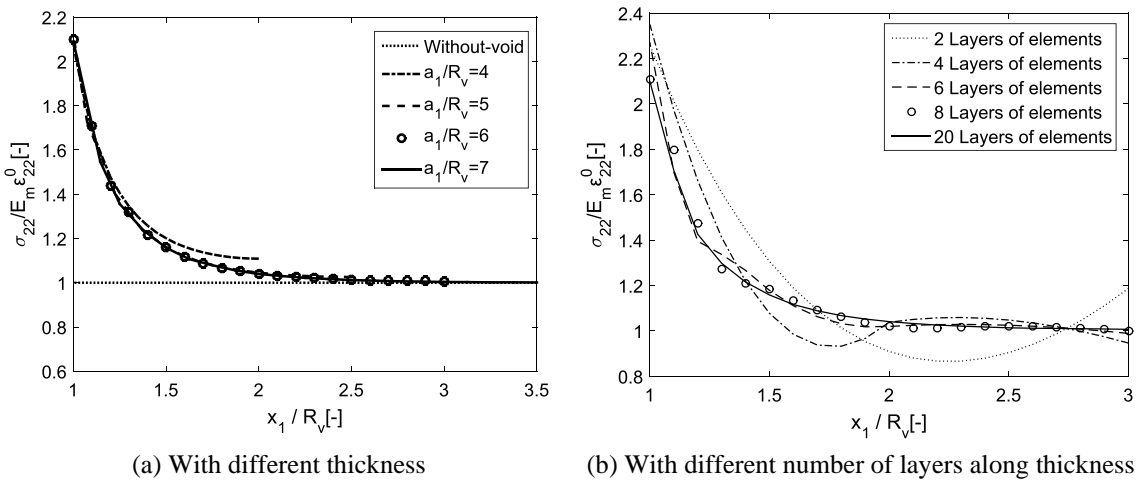 2.2
2
1.8
1.6
1.4
1.2
1
0.8
0.6
1
1.5
2
2.5
3
3.5
σ22/Em ε⁰22[-]
x1 / Rv[-]
Without-void
a1/Rv=4
a1/Rv=5
a1/Rv=6
a1/Rv=7
(a) With different thickness
2.4
2.2
2
1.8
1.6
1.4
1.2
1
0.8
1
1.5
2
2.5
3
σ22/Em ε⁰22[-]
x1 / Rv[-]
2 Layers of elements
4 Layers of elements
6 Layers of elements
8 Layers of elements
20 Layers of elements
(b) With different number of layers along thickness